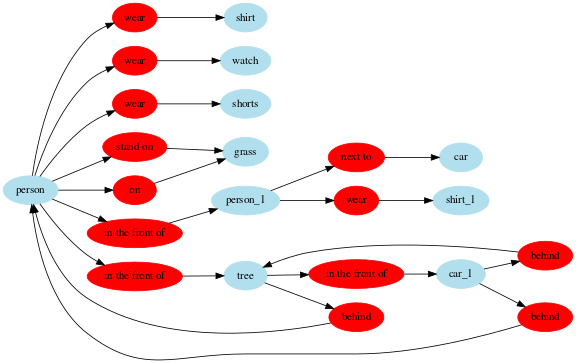 wear
shirt
wear
watch
wear
shorts
stand on
grass
next to
car
person
on
person_1
wear
shirt_1
in the front of
behind
in the front of
tree
in the front of
car_1
behind
behind